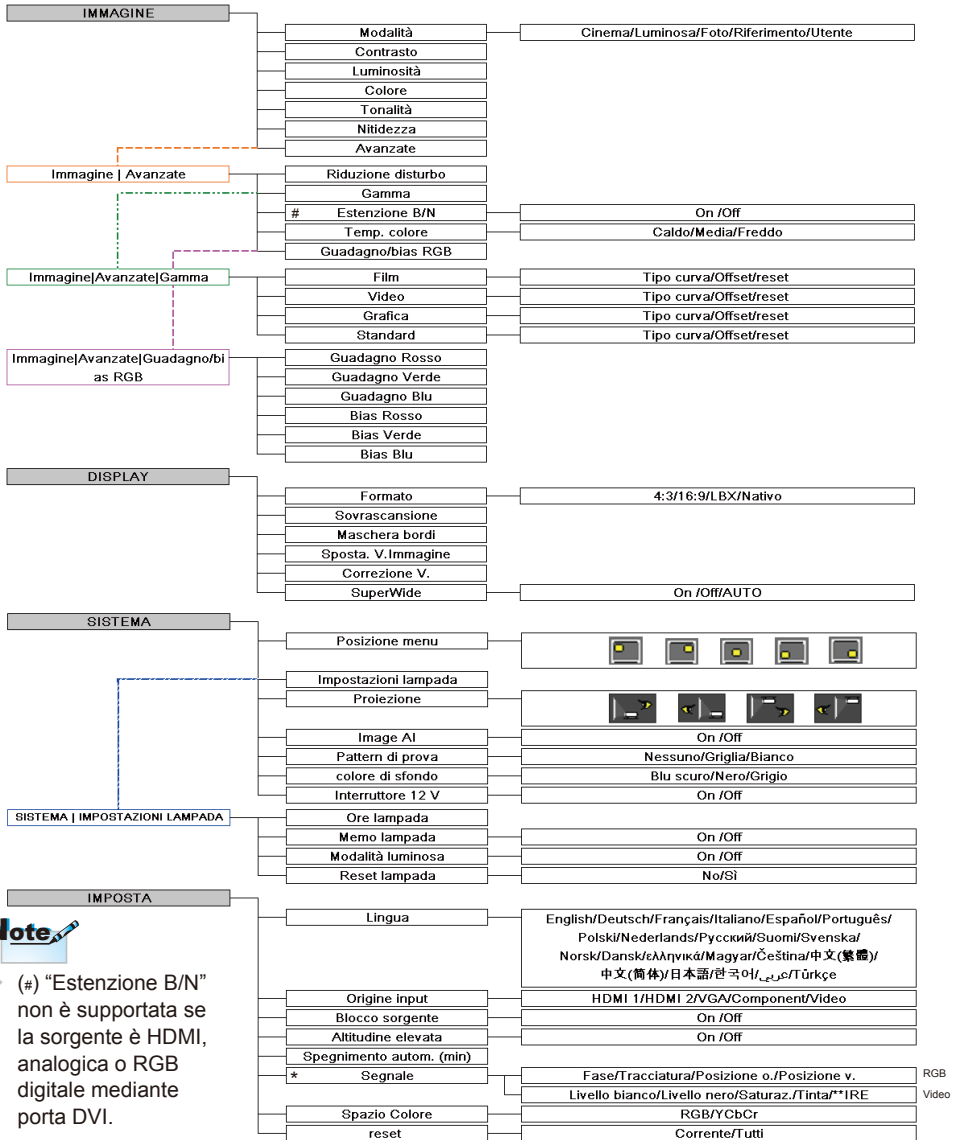 IMMAGINE
Modalità Cinema/Luminosa/Foto/Riferimento/Utente
Contrasto
Luminosità
Colore
Tonalità
Nitidezza
Avanzate
Immagine | Avanzate Riduzione disturbo
Gamma
# Estenzione B/N On /Off
Temp. colore Caldo/Media/Freddo
Guadagno/bias RGB
Immagine|Avanzate|Gamma Film Tipo curva/Offset/reset
Video Tipo curva/Offset/reset
Grafica Tipo curva/Offset/reset
Standard Tipo curva/Offset/reset
Immagine|Avanzate|Guadagno/bi Guadagno Rosso
as RGB Guadagno Verde
Guadagno Blu
Bias Rosso
Bias Verde
Bias Blu
DISPLAY
Formato 4:3/16:9/LBX/Nativo
Sovrascansione
Maschera bordi
Sposta. V.Immagine
Correzione V.
SuperWide On /Off/AUTO
SISTEMA
Posizione menu
Impostazioni lampada
Proiezione
Image AI On /Off
Pattern di prova Nessuno/Griglia/Bianco
colore di sfondo Blu scuro/Nero/Grigio
Interruttore 12 V On /Off
SISTEMA | IMPOSTAZIONI LAMPADA Ore lampada
Memo lampada On /Off
Modalità luminosa On /Off
Reset lampada No/Sì
IMPOSTA
Lingua English/Deutsch/Français/Italiano/Español/Português/
Polski/Nederlands/Русский/Suomi/Svenska/
Norsk/Dansk/ελληνικά/Magyar/Čeština/中文(繁體)/
中文(简体)/日本語/한국어/عربي/Türkçe
Origine input HDMI 1/HDMI 2/VGA/Component/Video
Blocco sorgente On /Off
Altitudine elevata On /Off
Spegnimento autom. (min)
* Segnale Fase/Tracciatura/Posizione o./Posizione v. RGB
Livello bianco/Livello nero/Saturaz./Tinta/**IRE Video
Spazio Colore RGB/YCbCr
reset Corrente/Tutti
Note
(#) “Estenzione B/N”
non è supportata se
la sorgente è HDMI,
analogica o RGB
digitale mediante
porta DVI.